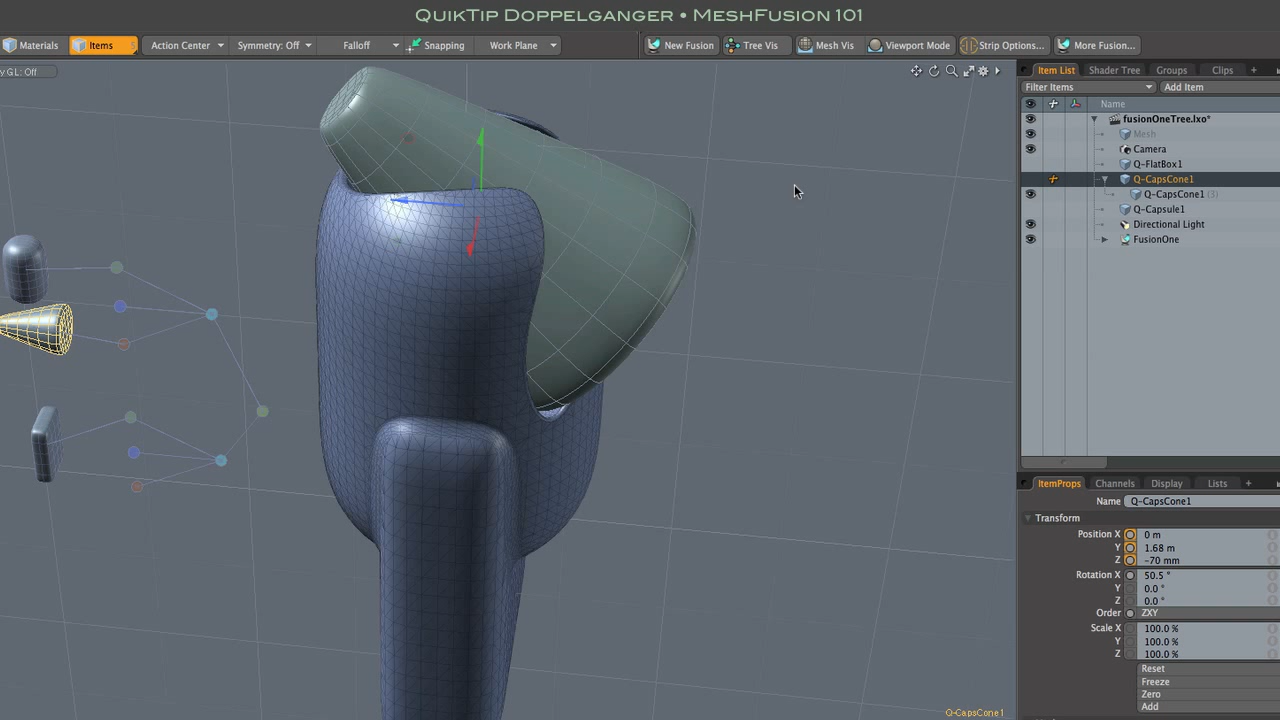 QuikTip Doppelganger • MeshFusion 101
Materials Items 5 Action Center Symmetry: Off Falloff Snapping Work Plane New Fusion Tree Vis Mesh Vis Viewport Mode Strip Options... More Fusion...
y GL: Off
Item List Shader Tree Groups Clips +
Filter Items Add Item
Name
fusionOneTree.lxo*
Mesh
Camera
Q-FlatBox1
Q-CapsCone1
Q-CapsCone1 (3)
Q-Capsule1
Directional Light
FusionOne
ItemProps Channels Display Lists +
Name Q-CapsCone1
Transform
Position X 0 m
Y 1.68 m
Z -70 mm
Rotation X 50.5 °
Y 0.0 °
Z 0.0 °
Order ZXY
Scale X 100.0 %
Y 100.0 %
Z 100.0 %
Reset
Freeze
Zero
Add
Q-CapsCone1